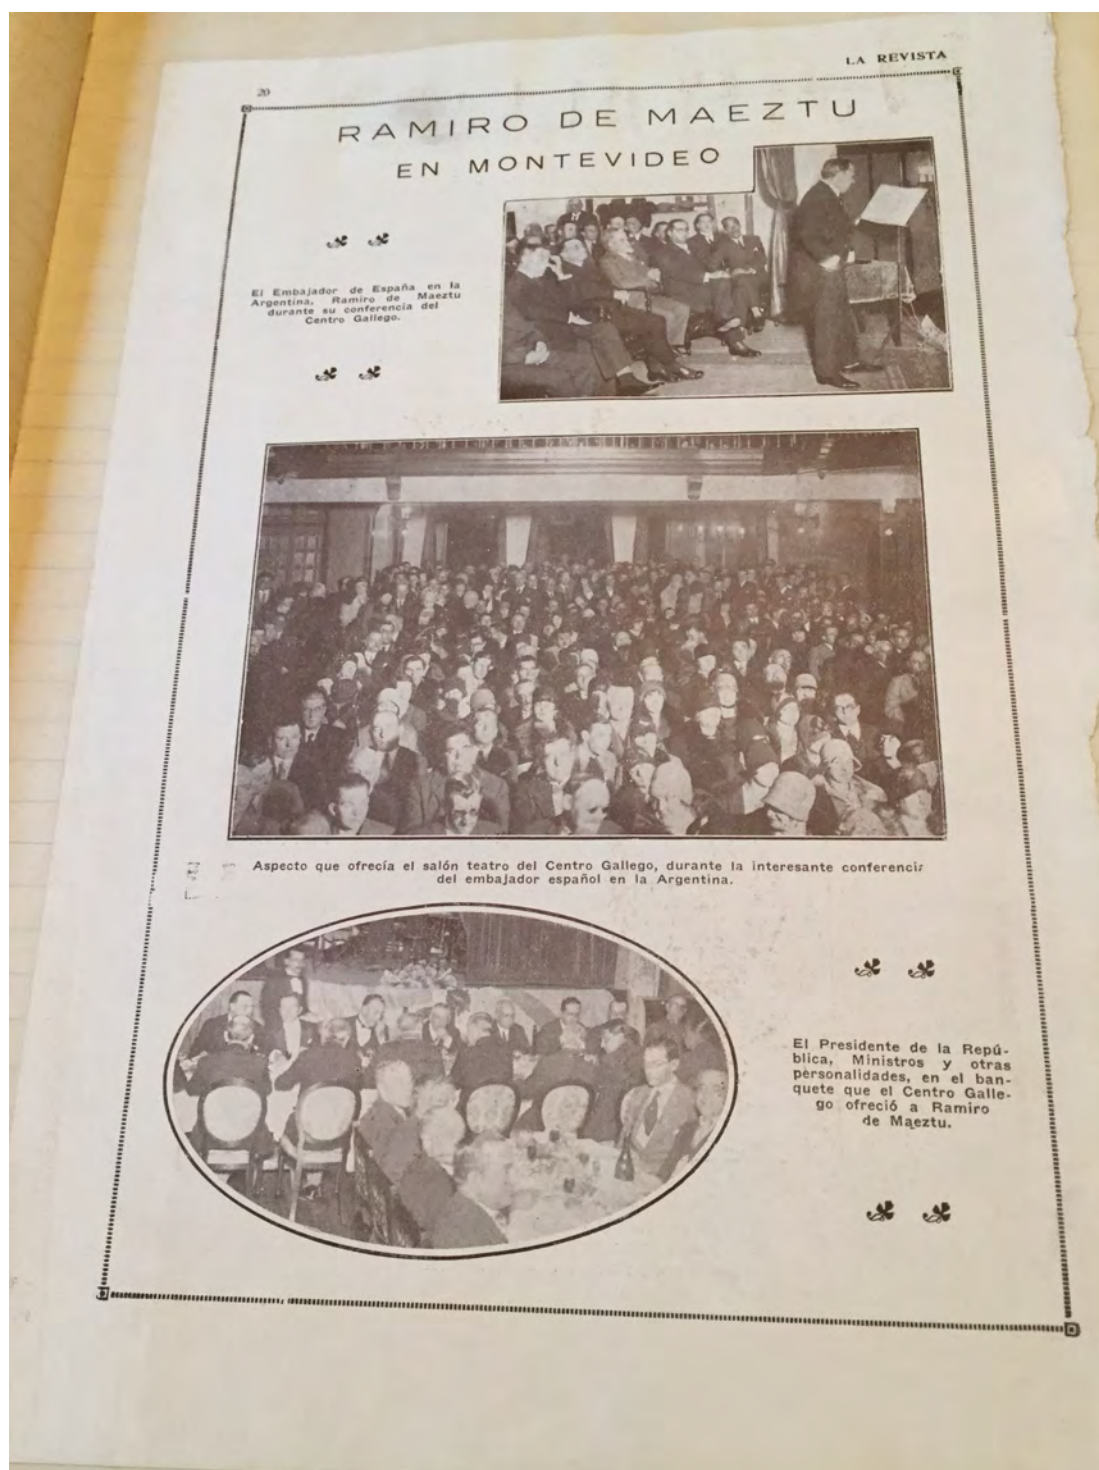 20
LA REVISTA
RAMIRO DE MAEZTU
EN MONTEVIDEO
El Embajador de España en la
Argentina, Ramiro de Maeztu
durante su conferencia del
Centro Gallego.
Aspecto que ofrecía el salón teatro del Centro Gallego, durante la interesante conferencia
del embajador español en la Argentina.
El Presidente de la Repú-
blica, Ministros y otras
personalidades, en el ban-
quete que el Centro Galle-
go ofreció a Ramiro
de Maeztu.